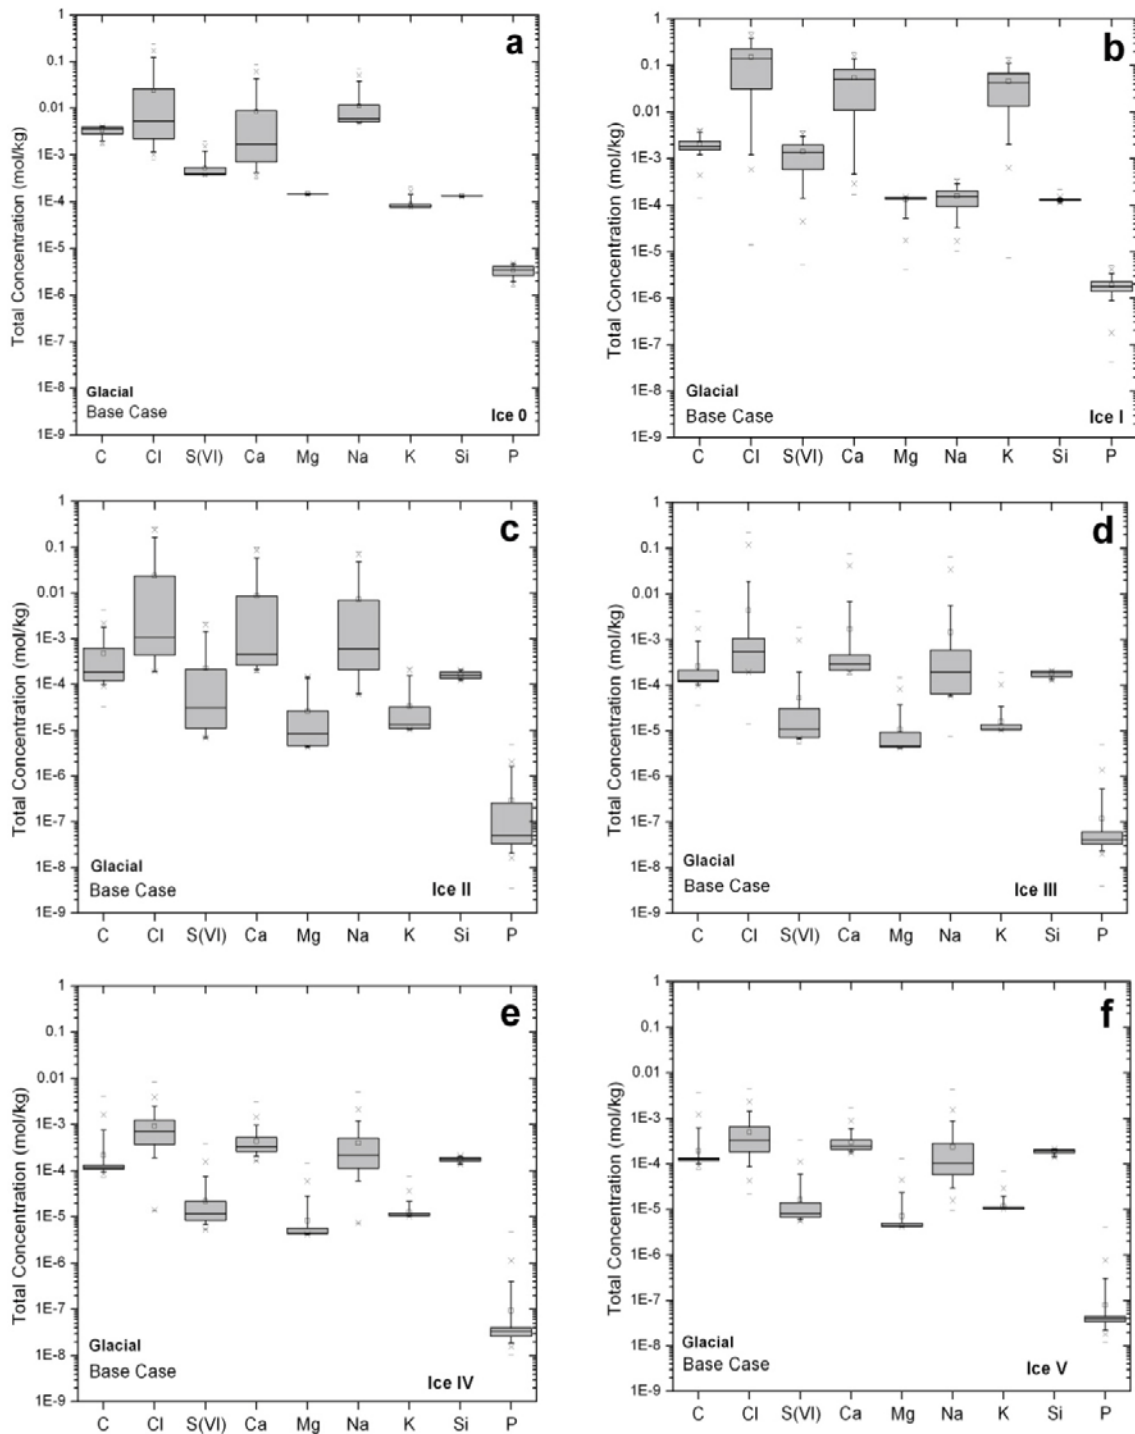 a
Total Concentration (mol/kg)
1
0.1
0.01
1E-3
1E-4
1E-5
1E-6
1E-7
1E-8
1E-9
Glacial
Base Case
Ice 0
C Cl S(VI) Ca Mg Na K Si P
b
Total Concentration (mol/kg)
1
0.1
0.01
1E-3
1E-4
1E-5
1E-6
1E-7
1E-8
1E-9
Glacial
Base Case
Ice I
C Cl S(VI) Ca Mg Na K Si P
c
Total Concentration (mol/kg)
1
0.1
0.01
1E-3
1E-4
1E-5
1E-6
1E-7
1E-8
1E-9
Glacial
Base Case
Ice II
C Cl S(VI) Ca Mg Na K Si P
d
Total Concentration (mol/kg)
1
0.1
0.01
1E-3
1E-4
1E-5
1E-6
1E-7
1E-8
1E-9
Glacial
Base Case
Ice III
C Cl S(VI) Ca Mg Na K Si P
e
Total Concentration (mol/kg)
1
0.1
0.01
1E-3
1E-4
1E-5
1E-6
1E-7
1E-8
1E-9
Glacial
Base Case
Ice IV
C Cl S(VI) Ca Mg Na K Si P
f
Total Concentration (mol/kg)
1
0.1
0.01
1E-3
1E-4
1E-5
1E-6
1E-7
1E-8
1E-9
Glacial
Base Case
Ice V
C Cl S(VI) Ca Mg Na K Si P